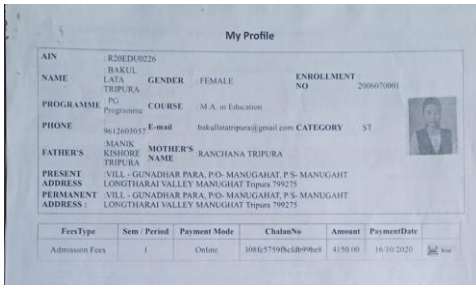 My Profile
AIN : R20EDU0226
NAME : BAKUL LATA TRIPURA GENDER : FEMALE ENROLLMENT NO 2006070001
PROGRAMME : PG Programme COURSE : M.A. in Education
PHONE 9612603057 E-mail bakullatatripura@gmail.com CATEGORY ST
FATHER'S :MANIK KISHORE TRIPURA MOTHER'S NAME RANCHANA TRIPURA
PRESENT ADDRESS :VILL - GUNADHAR PARA, P/O- MANUGAHAT, P/S- MANUGAHT LONGTHARAI VALLEY MANUGHAT Tripura 799275
PERMANENT ADDRESS : :VILL - GUNADHAR PARA, P/O- MANUGAHAT, P/S- MANUGAHT LONGTHARAI VALLEY MANUGHAT Tripura 799275
FeesType Sem / Period Payment Mode ChalanNo Amount PaymentDate
Admission Fees 1 Online 4150.00 16/10/2020 Print